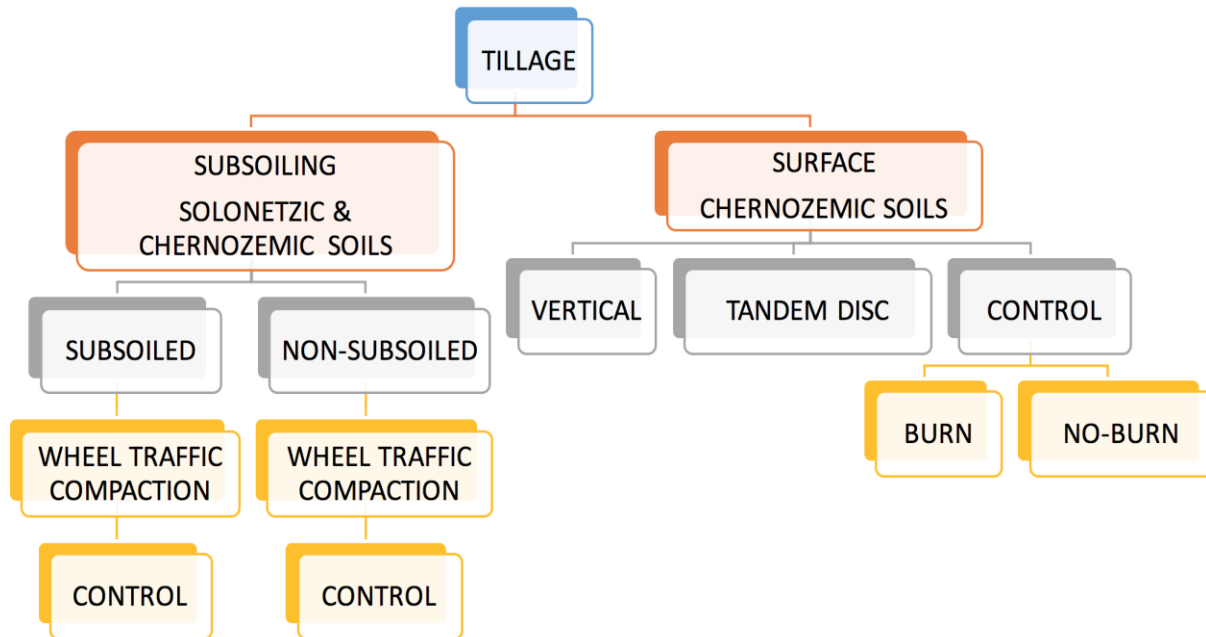 TILLAGE
SUBSOILING
SOLONETZIC &
CHERNOZEMIC SOILS
SURFACE
CHERNOZEMIC SOILS
SUBSOILED
NON-SUBSOILED
VERTICAL
TANDEM DISC
CONTROL
WHEEL TRAFFIC
COMPACTION
WHEEL TRAFFIC
COMPACTION
BURN
NO-BURN
CONTROL
CONTROL